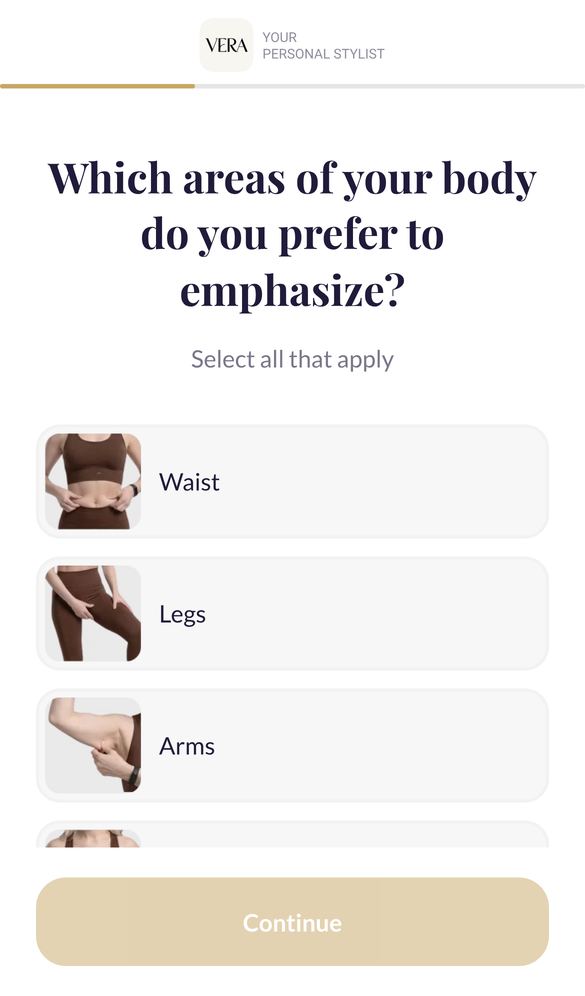 VERA
YOUR
PERSONAL STYLIST
Which areas of your body
do you prefer to
emphasize?
Select all that apply
Waist
Legs
Arms
Continue